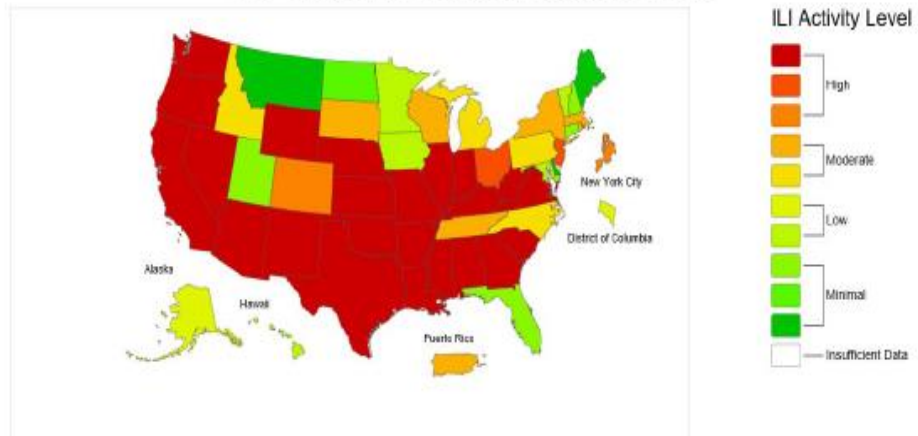 ILI Activity Level
High
Moderate
New York City
Low
District of Columbia
Alaska
Hawaii
Minimal
Puerto Rico
Insufficient Data